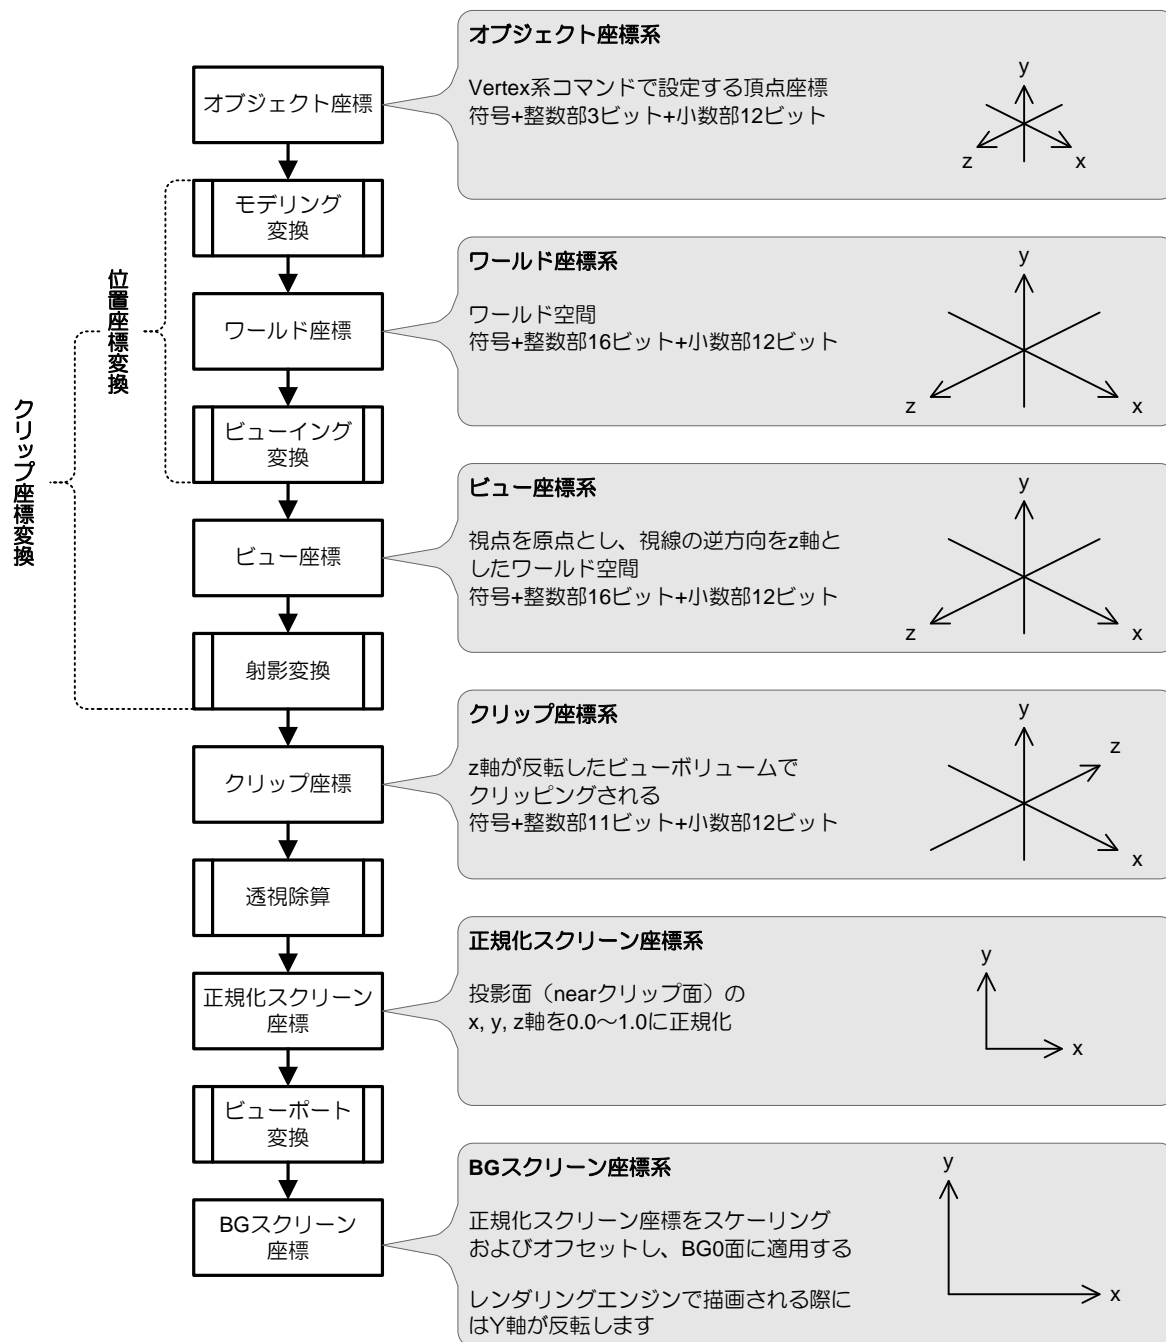 オブジェクト座標系
Vertex系コマンドで設定する頂点座標
符号+整数部3ビット+小数部12ビット
y
z
x
オブジェクト座標
モデリング
変換
ワールド座標系
ワールド空間
符号+整数部16ビット+小数部12ビット
y
z
x
位置座標変換
ワールド座標
クリップ座標変換
ビューイング
変換
ビュー座標系
視点を原点とし、視線の逆方向をz軸と
したワールド空間
符号+整数部16ビット+小数部12ビット
y
z
x
ビュー座標
射影変換
クリップ座標系
z軸が反転したビューボリュームで
クリッピングされる
符号+整数部11ビット+小数部12ビット
y
z
x
クリップ座標
透視除算
正規化スクリーン座標系
投影面（nearクリップ面）の
x, y, z軸を0.0～1.0に正規化
y
x
正規化スクリーン
座標
ビューポート
変換
BGスクリーン座標系
正規化スクリーン座標をスケーリング
およびオフセットし、BG0面に適用する
レンダリングエンジンで描画される際に
はY軸が反転します
y
x
BGスクリーン
座標